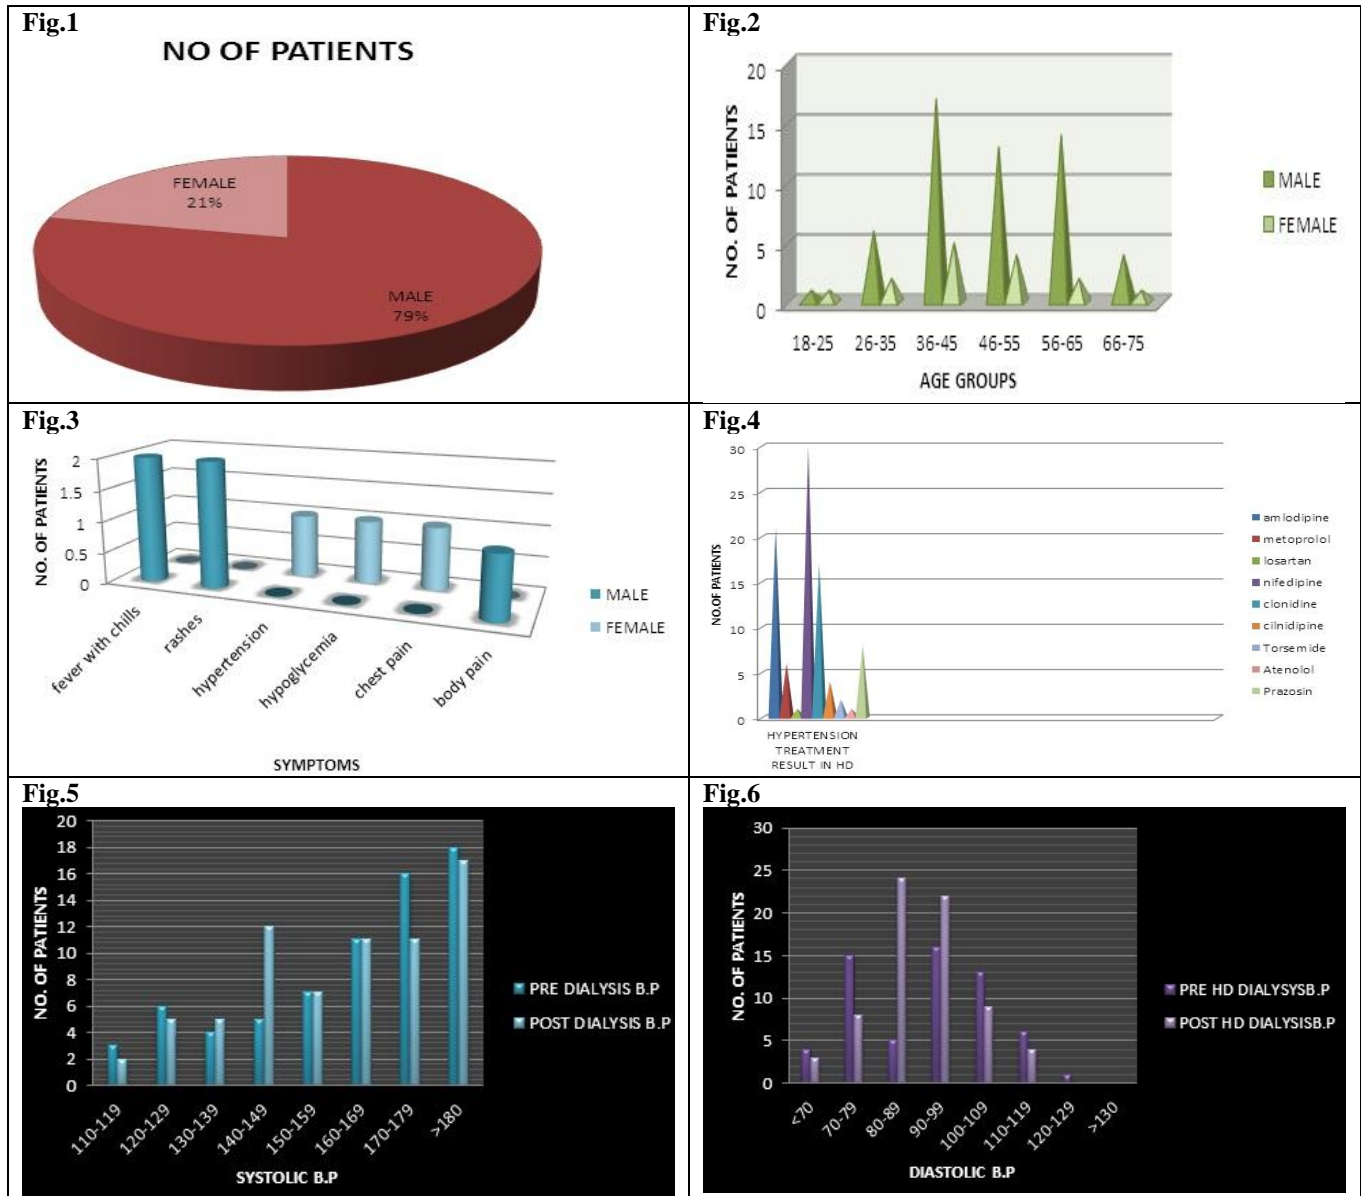 Fig.1
NO OF PATIENTS
FEMALE
21%
MALE
79%
Fig.2
NO. OF PATIENTS
20
15
10
5
0
18-25 26-35 36-45 46-55 56-65 66-75
AGE GROUPS
MALE
FEMALE
Fig.3
NO. OF PATIENTS
2
1.5
1
0.5
0
fever with chills
rashes
hypertension
hypoglycemia
chest pain
body pain
SYMPTOMS
MALE
FEMALE
Fig.4
NO.OF PATIENTS
30
25
20
15
10
5
0
HYPERTENSION
TREATMENT
RESULT IN HD
amlodipine
metoprolol
losartan
nifedipine
clonidine
cilnidipine
Torsemide
Atenolol
Prazosin
Fig.5
NO. OF PATIENTS
20
18
16
14
12
10
8
6
4
2
0
110-119
120-129
130-139
140-149
150-159
160-169
170-179
>180
SYSTOLIC B.P
PRE DIALYSIS B.P
POST DIALYSIS B.P
Fig.6
NO. OF PATIENTS
30
25
20
15
10
5
0
<70
70-79
80-89
90-99
100-109
110-119
120-129
>130
DIASTOLIC B.P
PRE HD DIALYSYSB.P
POST HD DIALYSISB.P